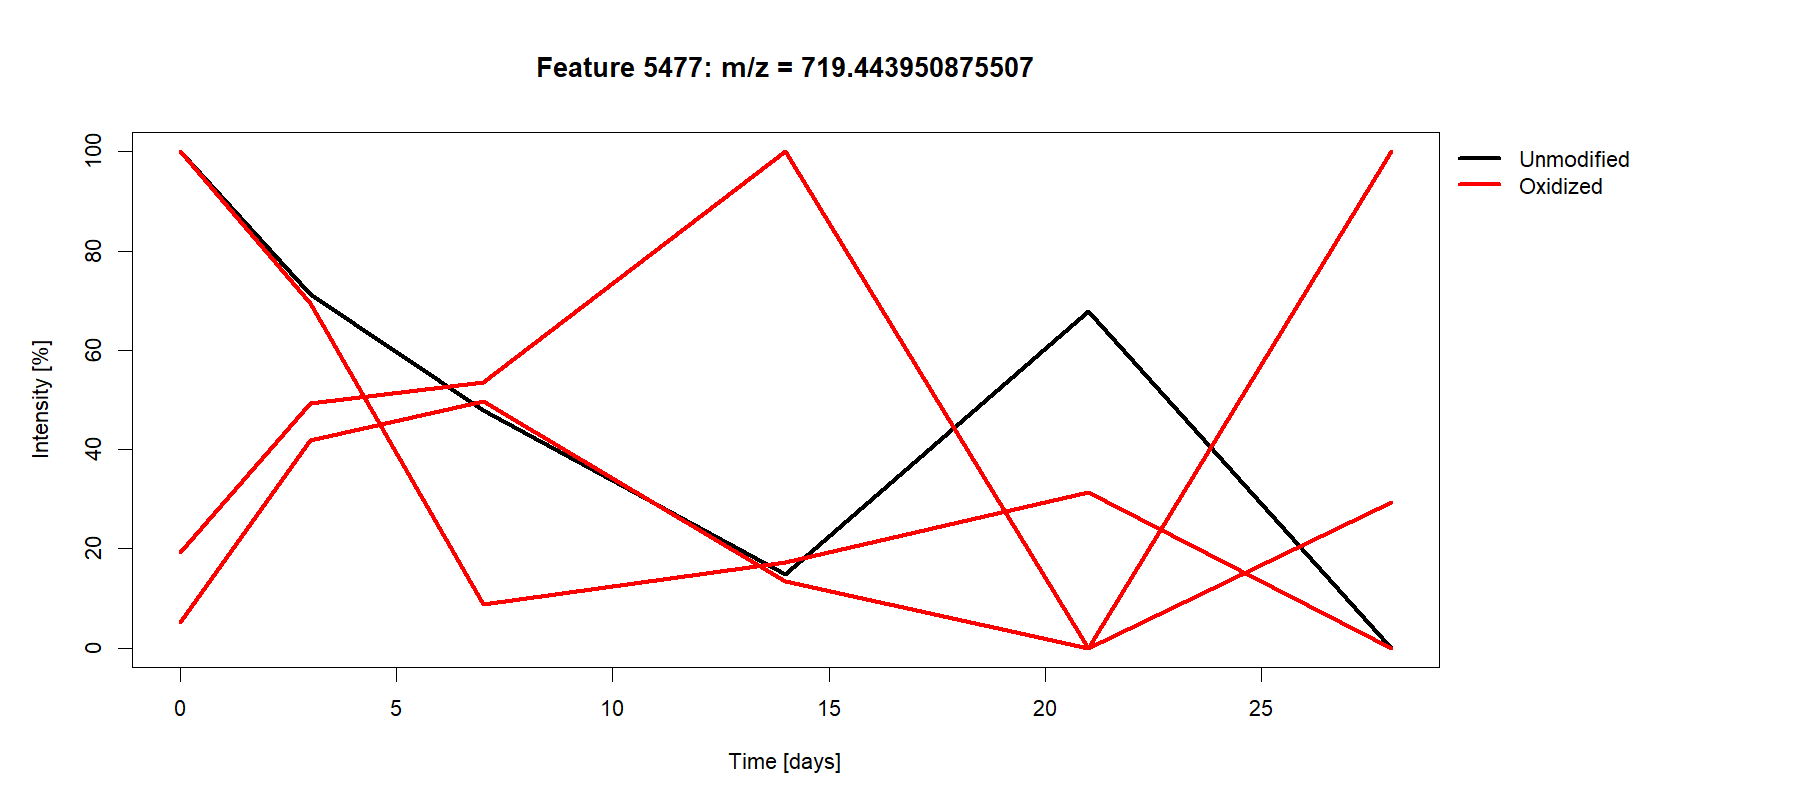 Feature 5477: m/z = 719.443950875507
Unmodified
Oxidized
Intensity [%]
100
80
60
40
20
0
0 5 10 15 20 25
Time [days]